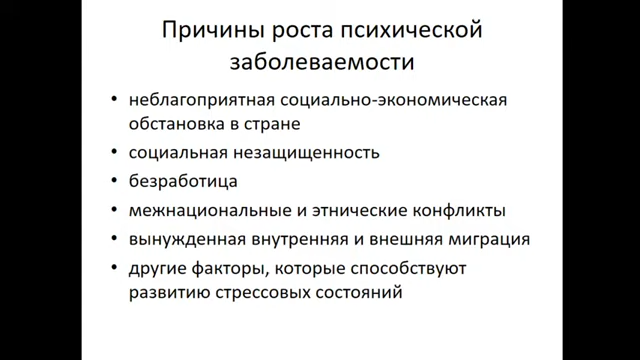 Причины роста психической
заболеваемости
• неблагоприятная социально-экономическая
обстановка в стране
• социальная незащищенность
• безработица
• межнациональные и этнические конфликты
• вынужденная внутренняя и внешняя миграция
• другие факторы, которые способствуют
развитию стрессовых состояний